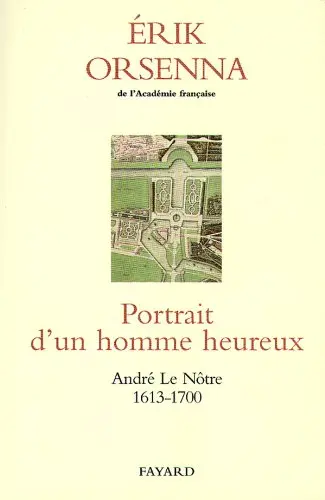 ÉRIK
ORSENNA
de l'Académie française
Portrait
d'un homme heureux
André Le Nôtre
1613-1700
FAYARD